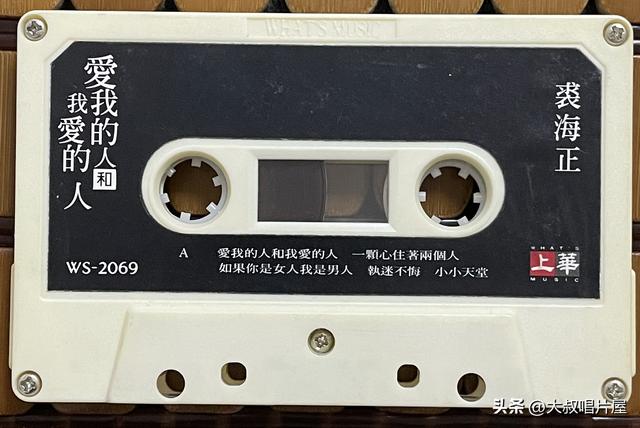 WHAT'S MUSIC
愛我的人和
我愛的人
裘海正
A 愛我的人和我愛的人 一顆心住著兩個人
如果你是女人我是男人 執迷不悔 小小天堂
WS-2069
WHAT'S
上華
MUSIC
头条 @大叔唱片屋